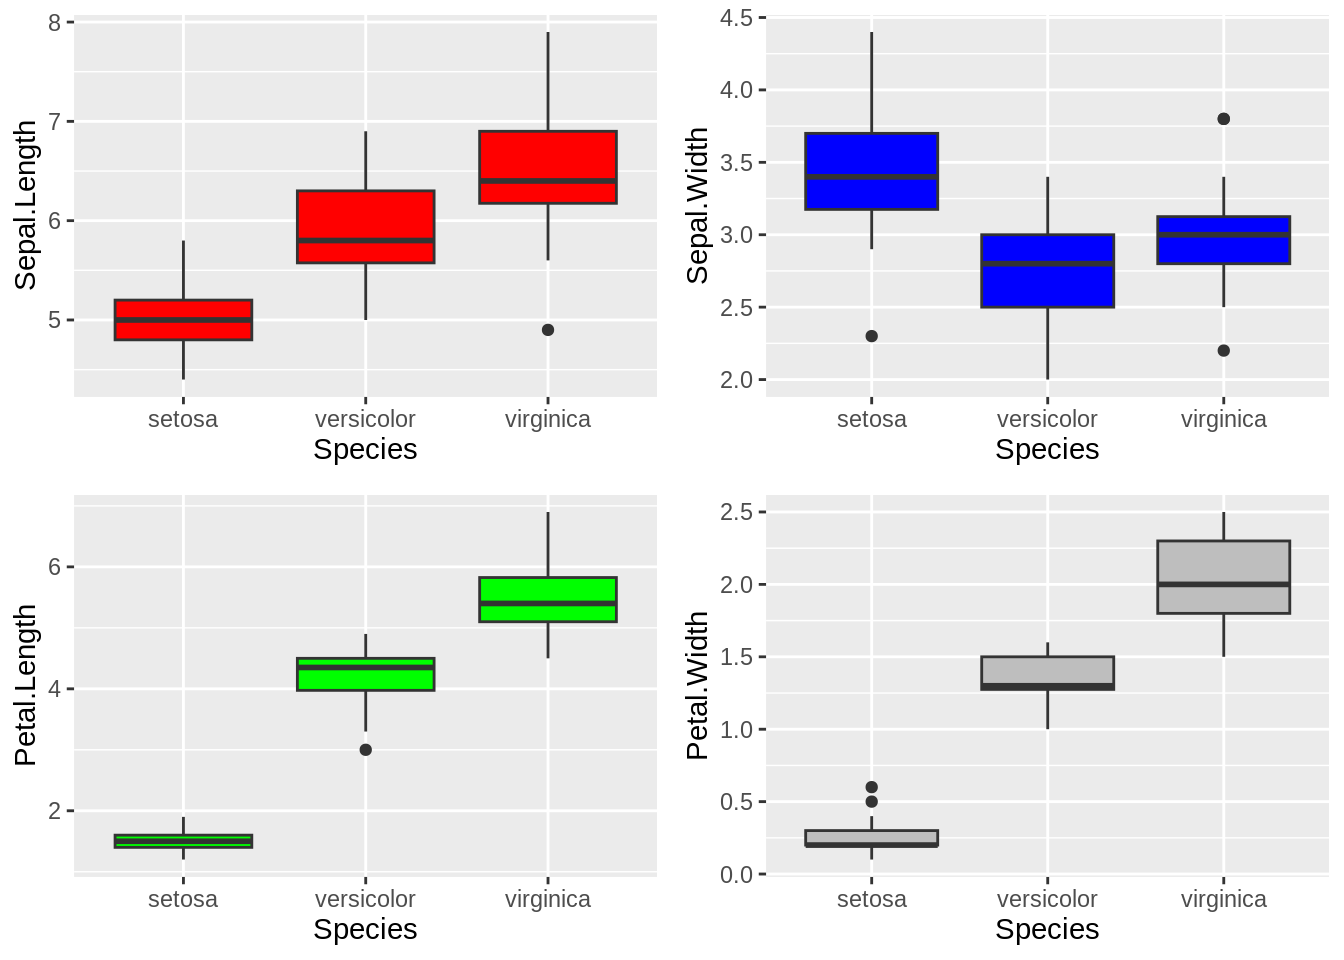 Sepal.Length
8
7
6
5
setosa versicolor virginica
Species
Sepal.Width
4.5
4.0
3.5
3.0
2.5
2.0
setosa versicolor virginica
Species
Petal.Length
6
4
2
setosa versicolor virginica
Species
Petal.Width
2.5
2.0
1.5
1.0
0.5
0.0
setosa versicolor virginica
Species